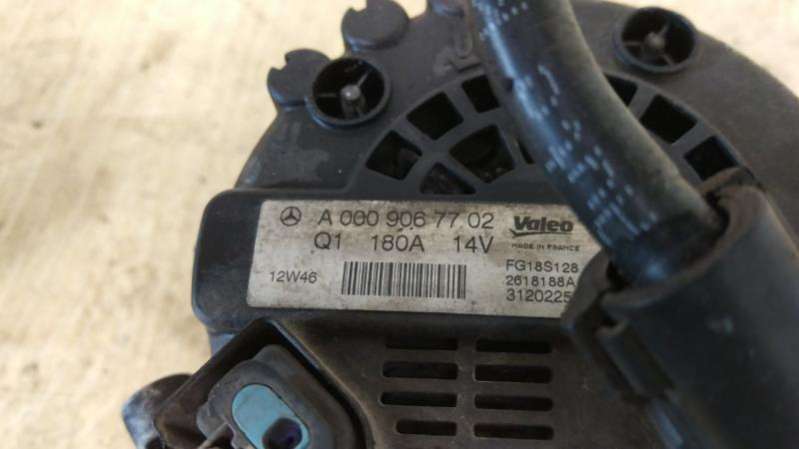 A 000 906 77 02
Q1 180A 14V
12W46
Valeo
MADE IN FRANCE
FG18S128
2618188A
3120225